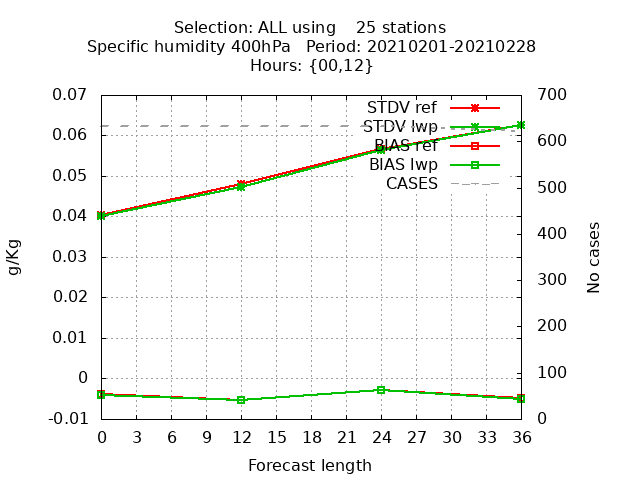 Selection: ALL using    25 stations
Specific humidity 400hPa   Period: 20210201-20210228
Hours: {00,12}
0.07
0.06
0.05
0.04
0.03
0.02
0.01
0
-0.01
g/Kg
STDV ref
STDV lwp
BIAS ref
BIAS lwp
CASES
700
600
500
400
300
200
100
0
No cases
0 3 6 9 12 15 18 21 24 27 30 33 36
Forecast length